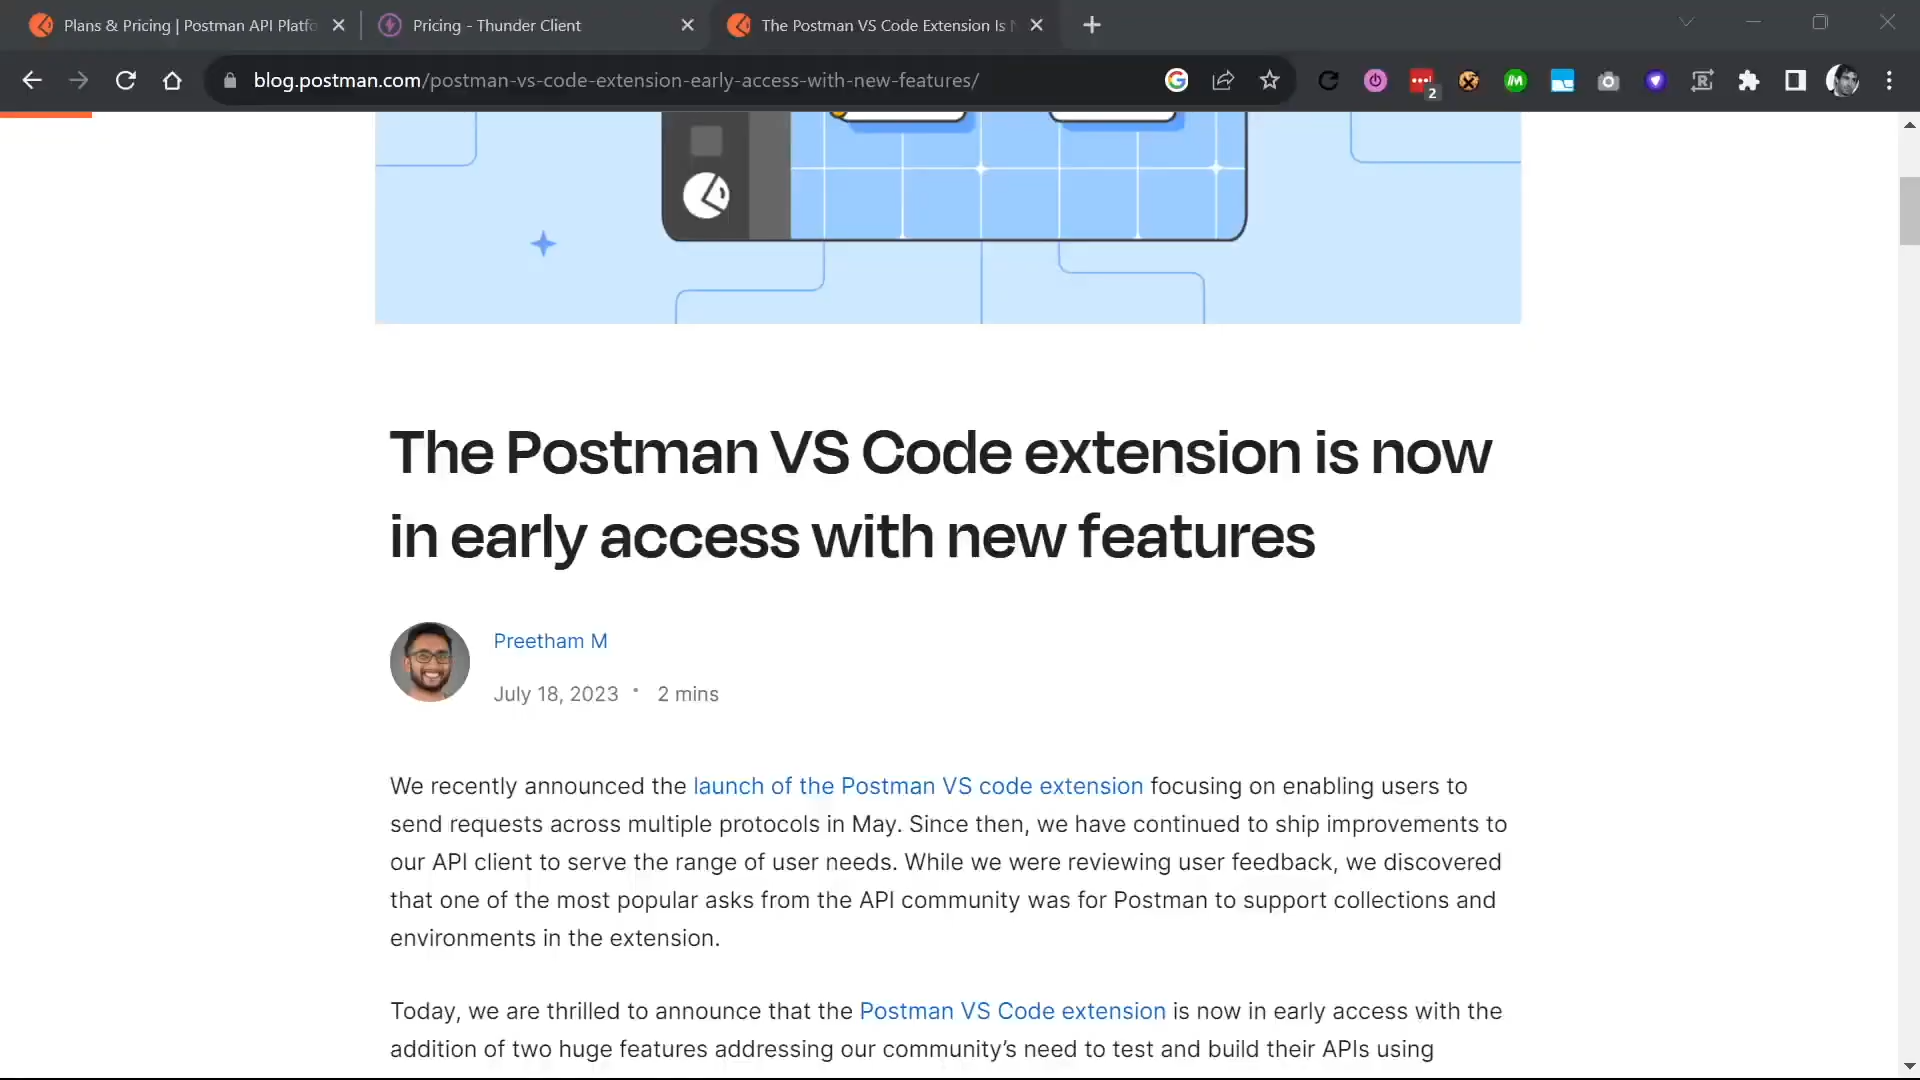 Plans & Pricing | Postman API Platfo
Pricing - Thunder Client
The Postman VS Code Extension Is N
blog.postman.com/postman-vs-code-extension-early-access-with-new-features/
2
The Postman VS Code extension is now
in early access with new features
Preetham M
July 18, 2023 • 2 mins
We recently announced the launch of the Postman VS code extension focusing on enabling users to
send requests across multiple protocols in May. Since then, we have continued to ship improvements to
our API client to serve the range of user needs. While we were reviewing user feedback, we discovered
that one of the most popular asks from the API community was for Postman to support collections and
environments in the extension.
Today, we are thrilled to announce that the Postman VS Code extension is now in early access with the
addition of two huge features addressing our community’s need to test and build their APIs using